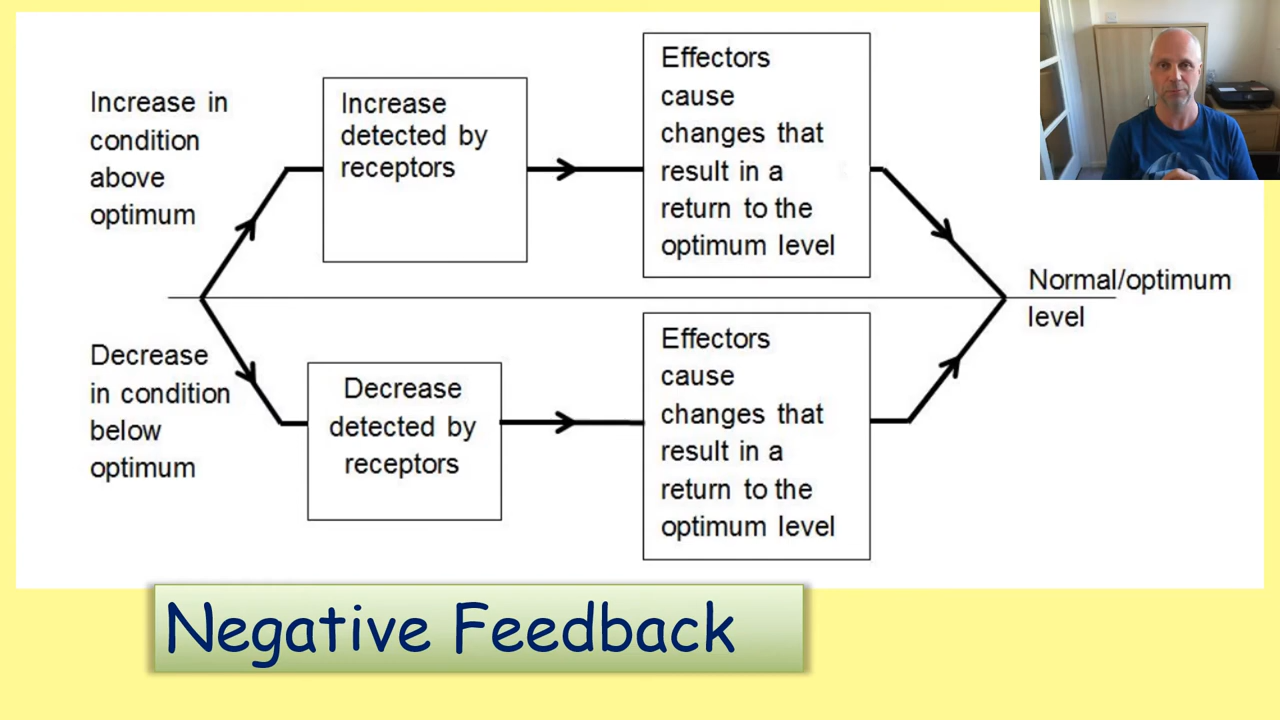 Increase in
condition
above
optimum
Increase
detected by
receptors
Effectors
cause
changes that
result in a
return to the
optimum level
Normal/optimum
level
Decrease
in condition
below
optimum
Decrease
detected by
receptors
Effectors
cause
changes that
result in a
return to the
optimum level
Negative Feedback